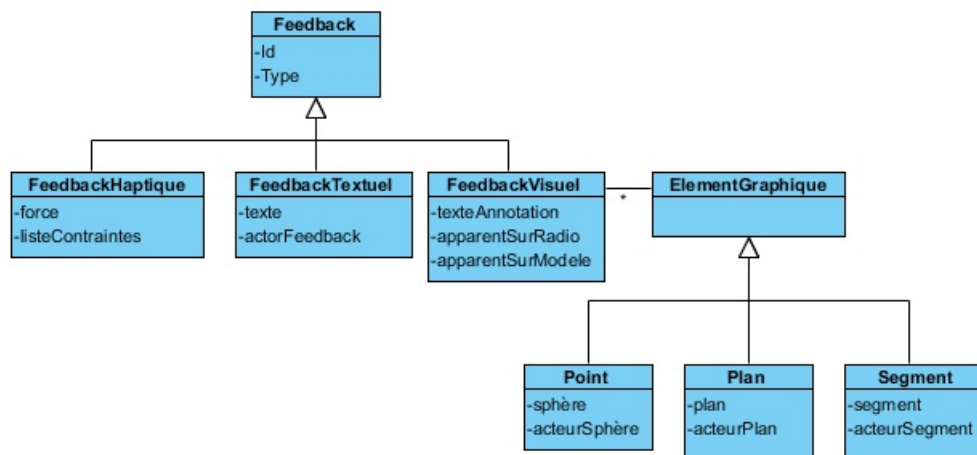 Feedback
-Id
-Type
FeedbackHaptique
-force
-listeContraintes
FeedbackTextuel
-texte
-actorFeedback
FeedbackVisuel
-texteAnnotation
-apparentSurRadio
-apparentSurModele
*
ElementGraphique
Point
-sphère
-acteurSphère
Plan
-plan
-acteurPlan
Segment
-segment
-acteurSegment